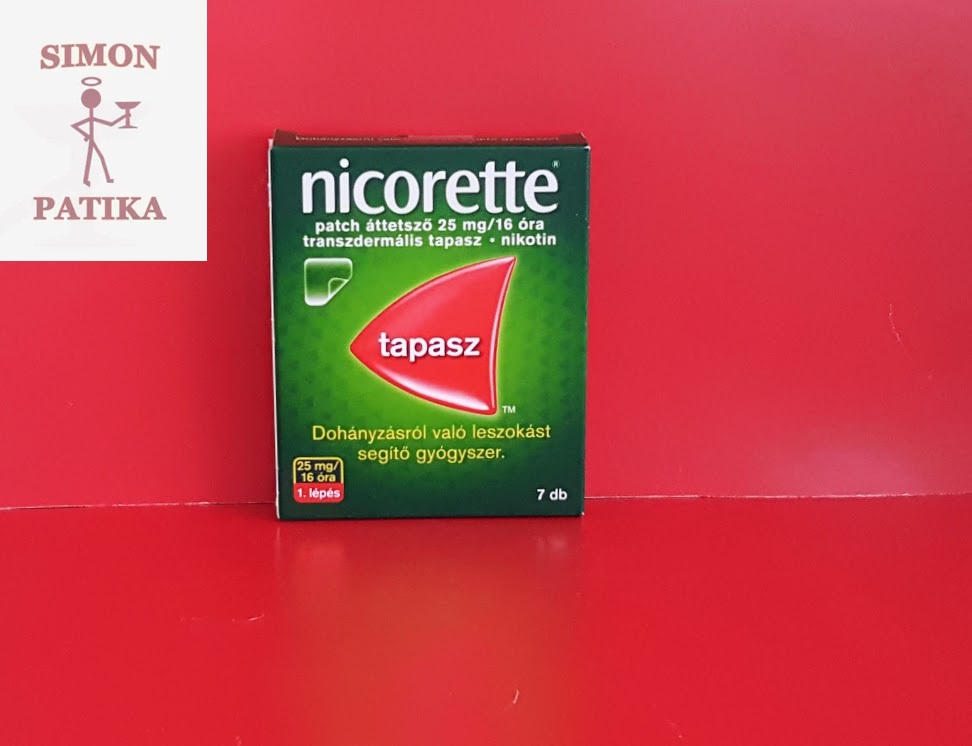 SIMON
PATIKA
nicorette®
patch áttetsző 25 mg/16 óra
transzdermális tapasz • nikotin
tapasz
TM
Dohányzásról való leszokást
segítő gyógyszer.
25 mg/
16 óra
1. lépés
7 db